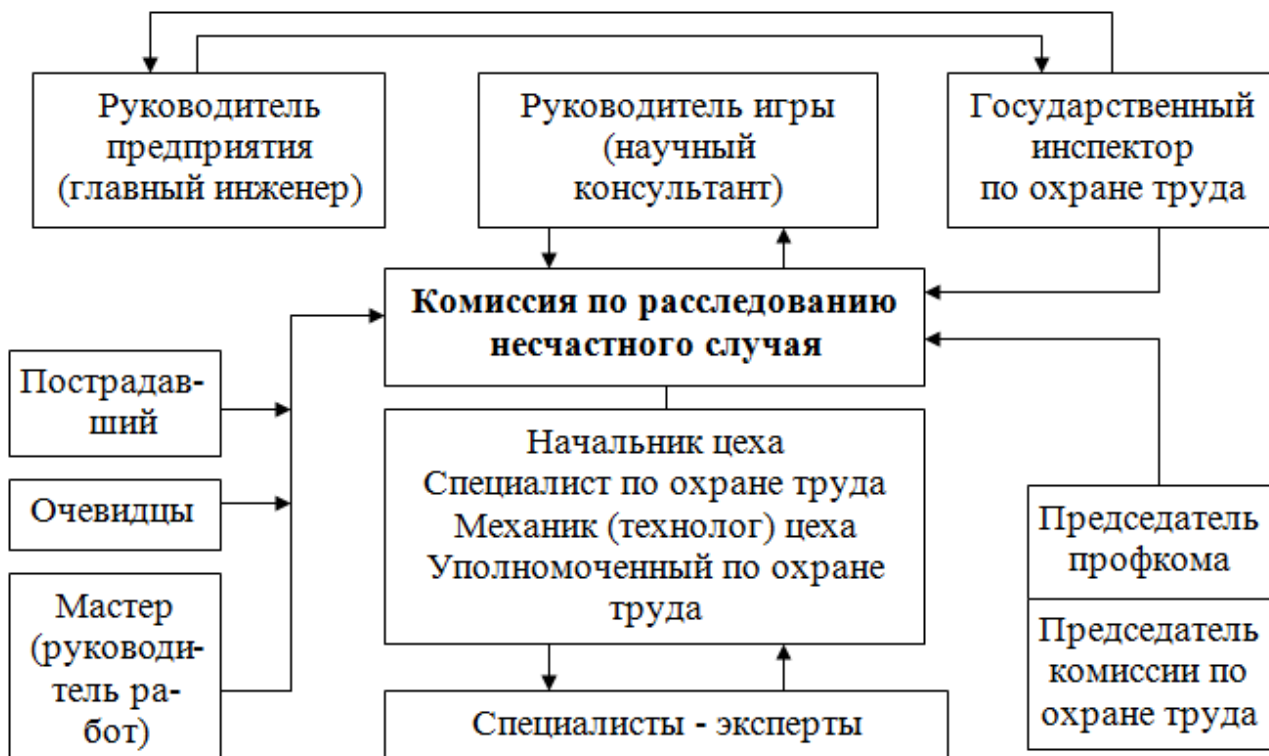 Руководитель
предприятия
(главный инженер)
Руководитель игры
(научный
консультант)
Государственный
инспектор
по охране труда
Комиссия по расследованию
несчастного случая
Пострадав-
ший
Очевидцы
Мастер
(руководи-
тель ра-
бот)
Начальник цеха
Специалист по охране труда
Механик (технолог) цеха
Уполномоченный по охране
труда
Специалисты - эксперты
Председатель
профкома
Председатель
комиссии по
охране труда